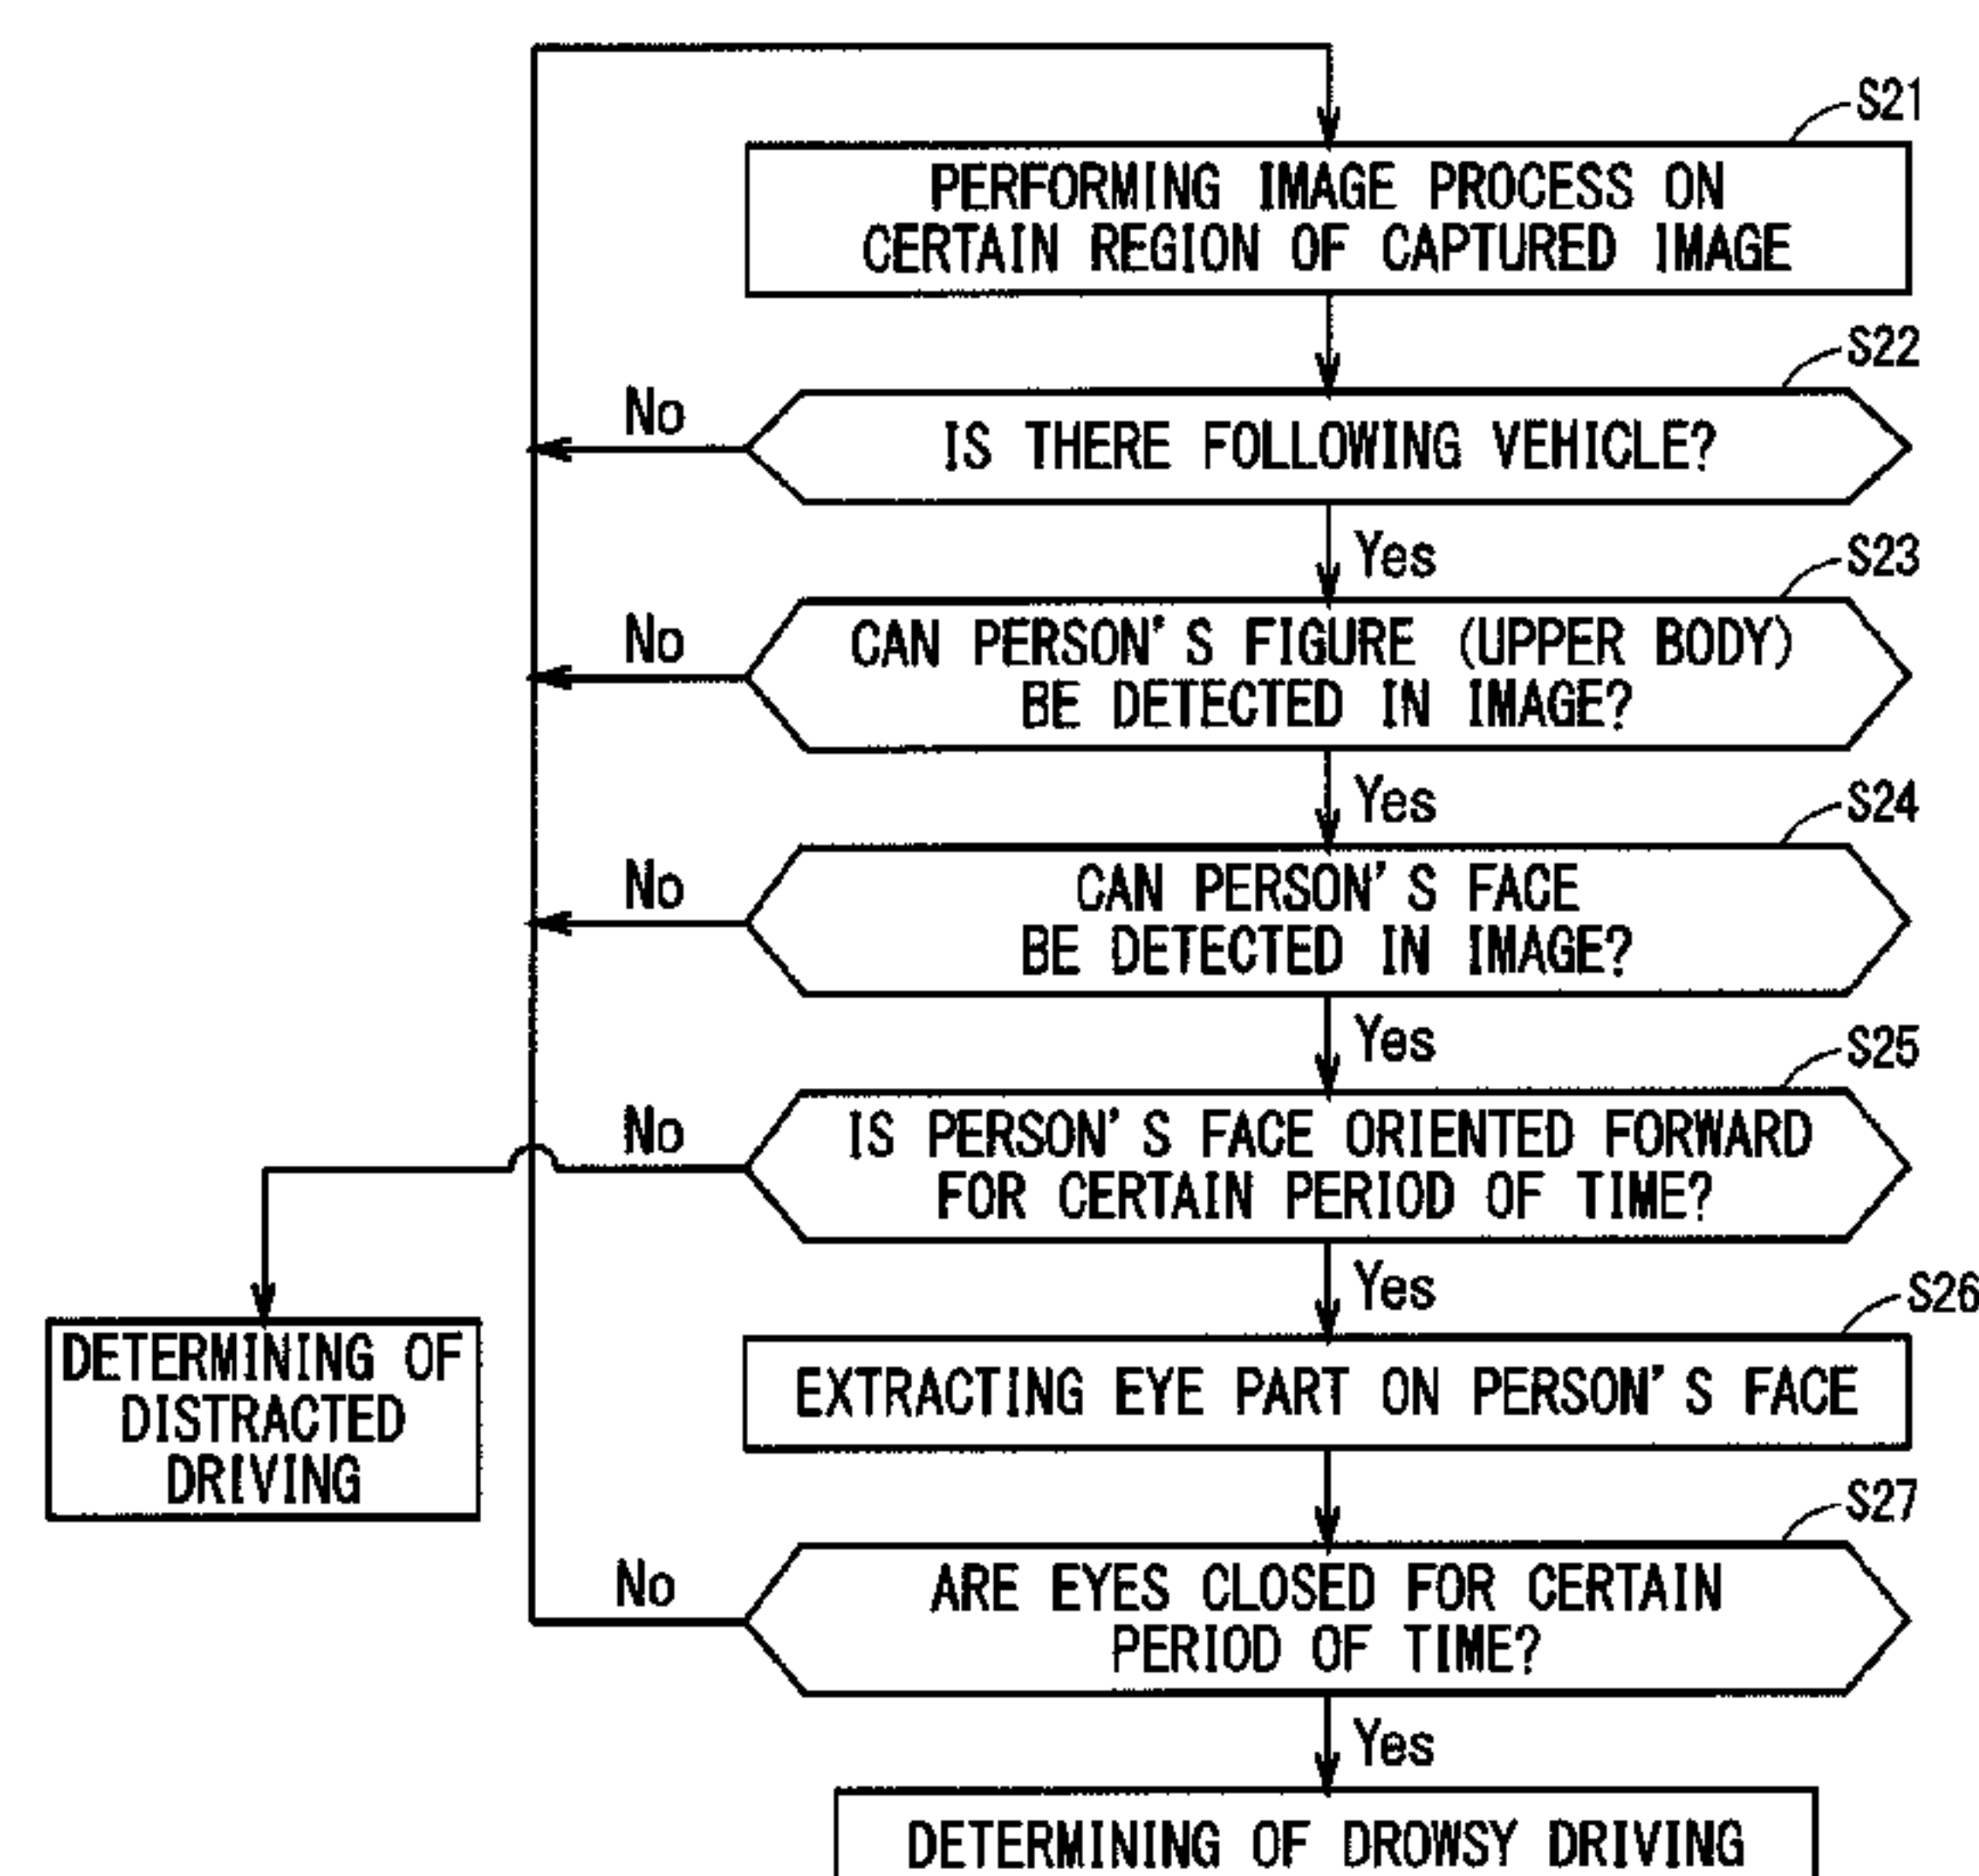 S21
PERFORMING IMAGE PROCESS ON
CERTAIN REGION OF CAPTURED IMAGE
S22
No
IS THERE FOLLOWING VEHICLE?
Yes
S23
No
CAN PERSON'S FIGURE (UPPER BODY)
BE DETECTED IN IMAGE?
Yes
S24
No
CAN PERSON'S FACE
BE DETECTED IN IMAGE?
Yes
S25
No
IS PERSON'S FACE ORIENTED FORWARD
FOR CERTAIN PERIOD OF TIME?
Yes
S26
DETERMINING OF
DISTRACTED
DRIVING
EXTRACTING EYE PART ON PERSON'S FACE
S27
No
ARE EYES CLOSED FOR CERTAIN
PERIOD OF TIME?
Yes
DETERMINING OF DROWSY DRIVING